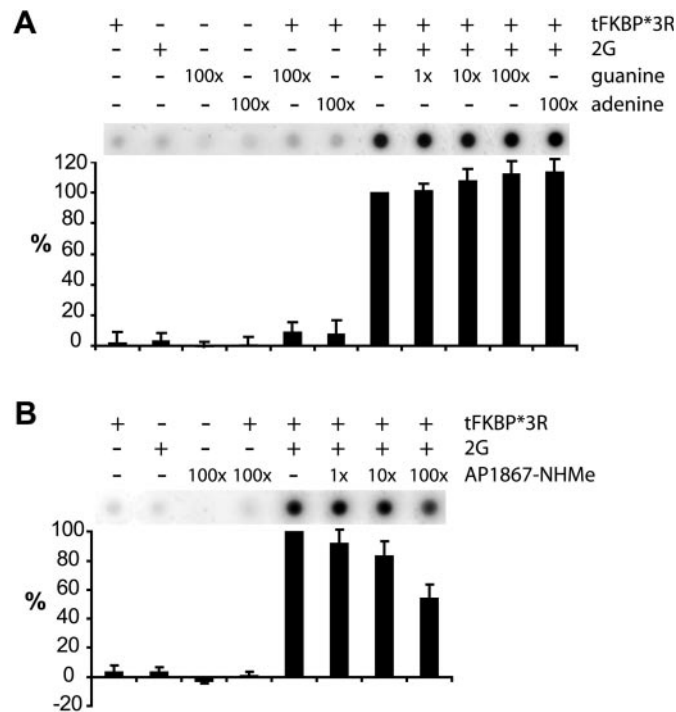 A
+ – – – + + + + + + + tFKBP*3R
– + – – – – + + + + + 2G
– – 100x – 100x – – 1x 10x 100x – guanine
– – – 100x – 100x – – – – 100x adenine
120
100
80
60
40
20
0
%
B
+ – – + + + + + tFKBP*3R
– + – – + + + + 2G
– – 100x 100x – 1x 10x 100x AP1867-NHMe
100
80
60
40
20
0
-20
%